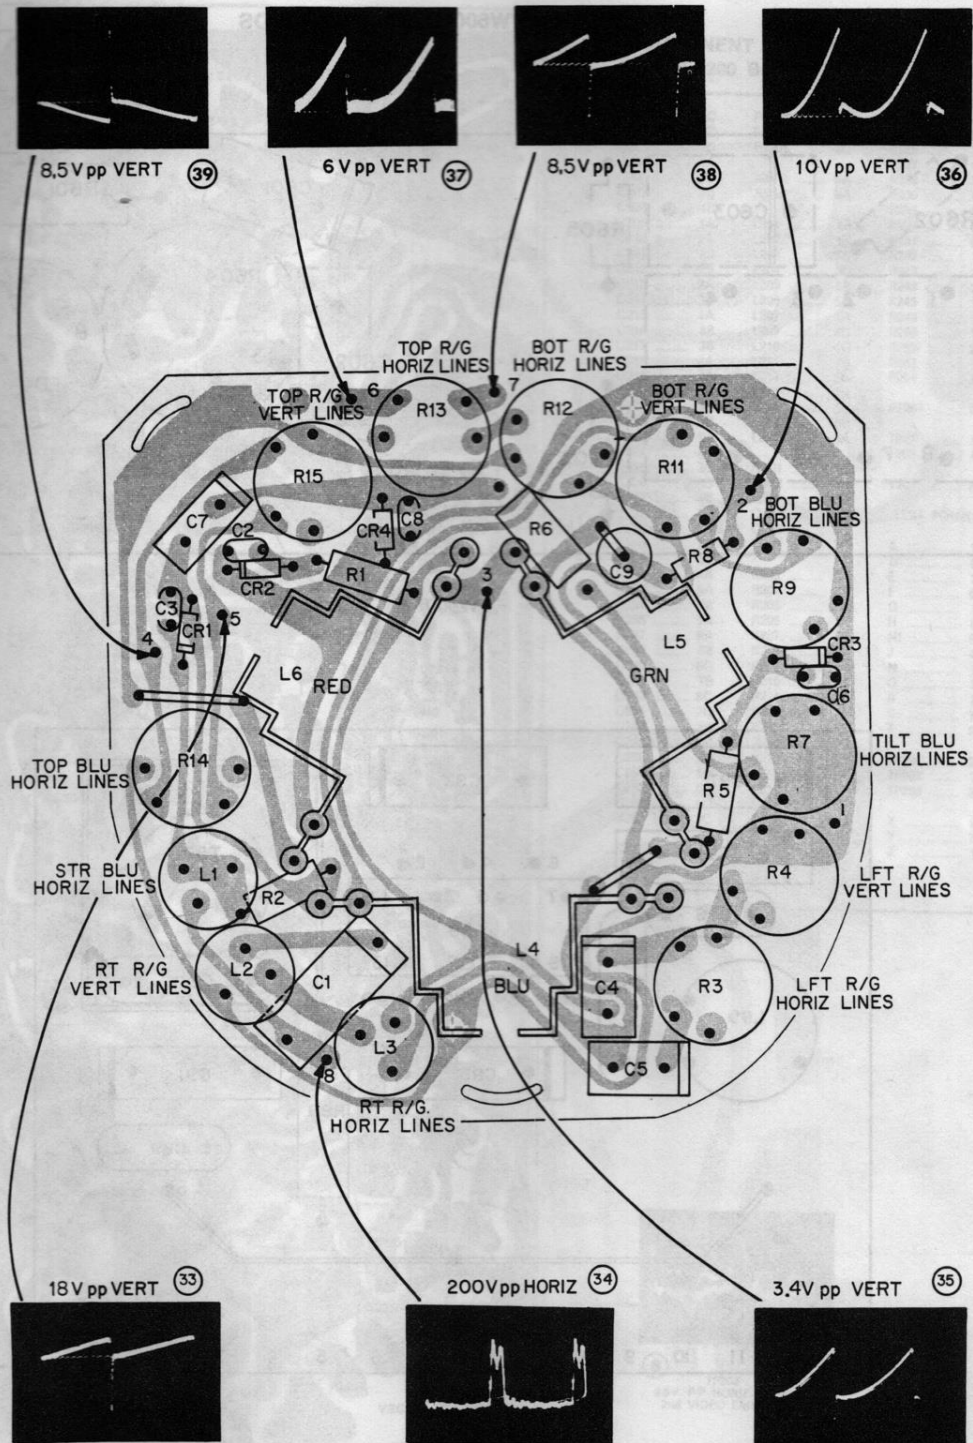 8,5V pp VERT 39
6V pp VERT 37
8,5V pp VERT 38
10V pp VERT 36
TOP R/G
HORIZ LINES
BOT R/G
HORIZ LINES
TOP R/G
VERT LINES
BOT R/G
VERT LINES
6
7
R13
R12
R15
R11
2
BOT BLU
HORIZ LINES
C7
C2
CR4
C8
R6
R8
CR2
R1
C9
R9
C3
CR1
5
3
4
L6
RED
L5
GRN
CR3
C6
R14
R7
TOP BLU
HORIZ LINES
TILT BLU
HORIZ LINES
R5
1
STR BLU
HORIZ LINES
L1
R2
R4
LFT R/G
VERT LINES
RT R/G
VERT LINES
L2
C1
L4
BLU
C4
R3
LFT R/G
HORIZ LINES
L3
8
C5
RT R/G.
HORIZ LINES
18V pp VERT 33
200V pp HORIZ 34
3.4V pp VERT 35